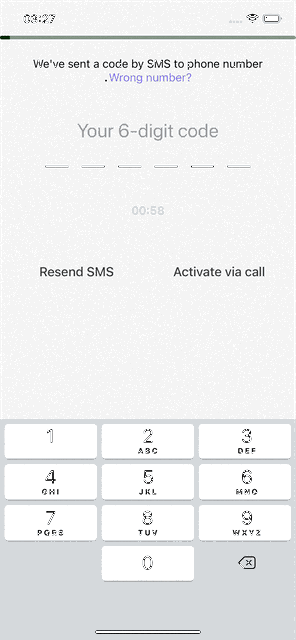 03:27
We've sent a code by SMS to phone number
.Wrong number?
Your 6-digit code
00:58
Resend SMS
Activate via call
1
2
ABC
3
DEF
4
GHI
5
JKL
6
MNO
7
PQRS
8
TUV
9
WXYZ
0